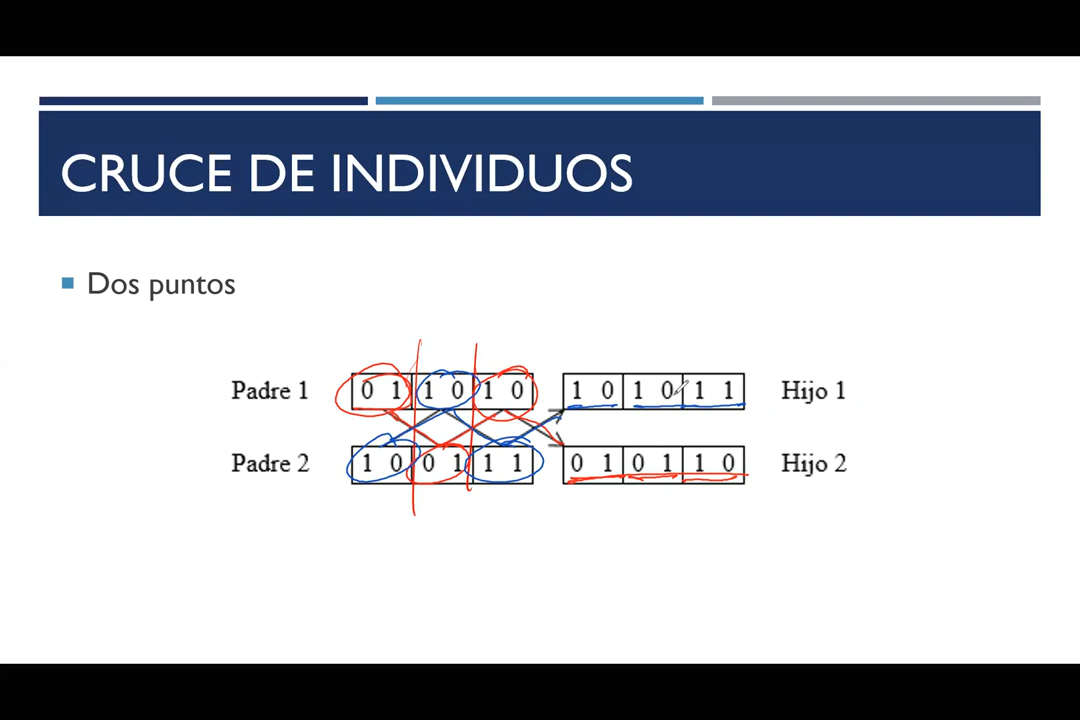 CRUCE DE INDIVIDUOS
Dos puntos
Padre 1 0 1 1 0 1 0 1 0 1 0 1 1 Hijo 1
Padre 2 1 0 0 1 1 1 0 1 0 1 1 0 Hijo 2